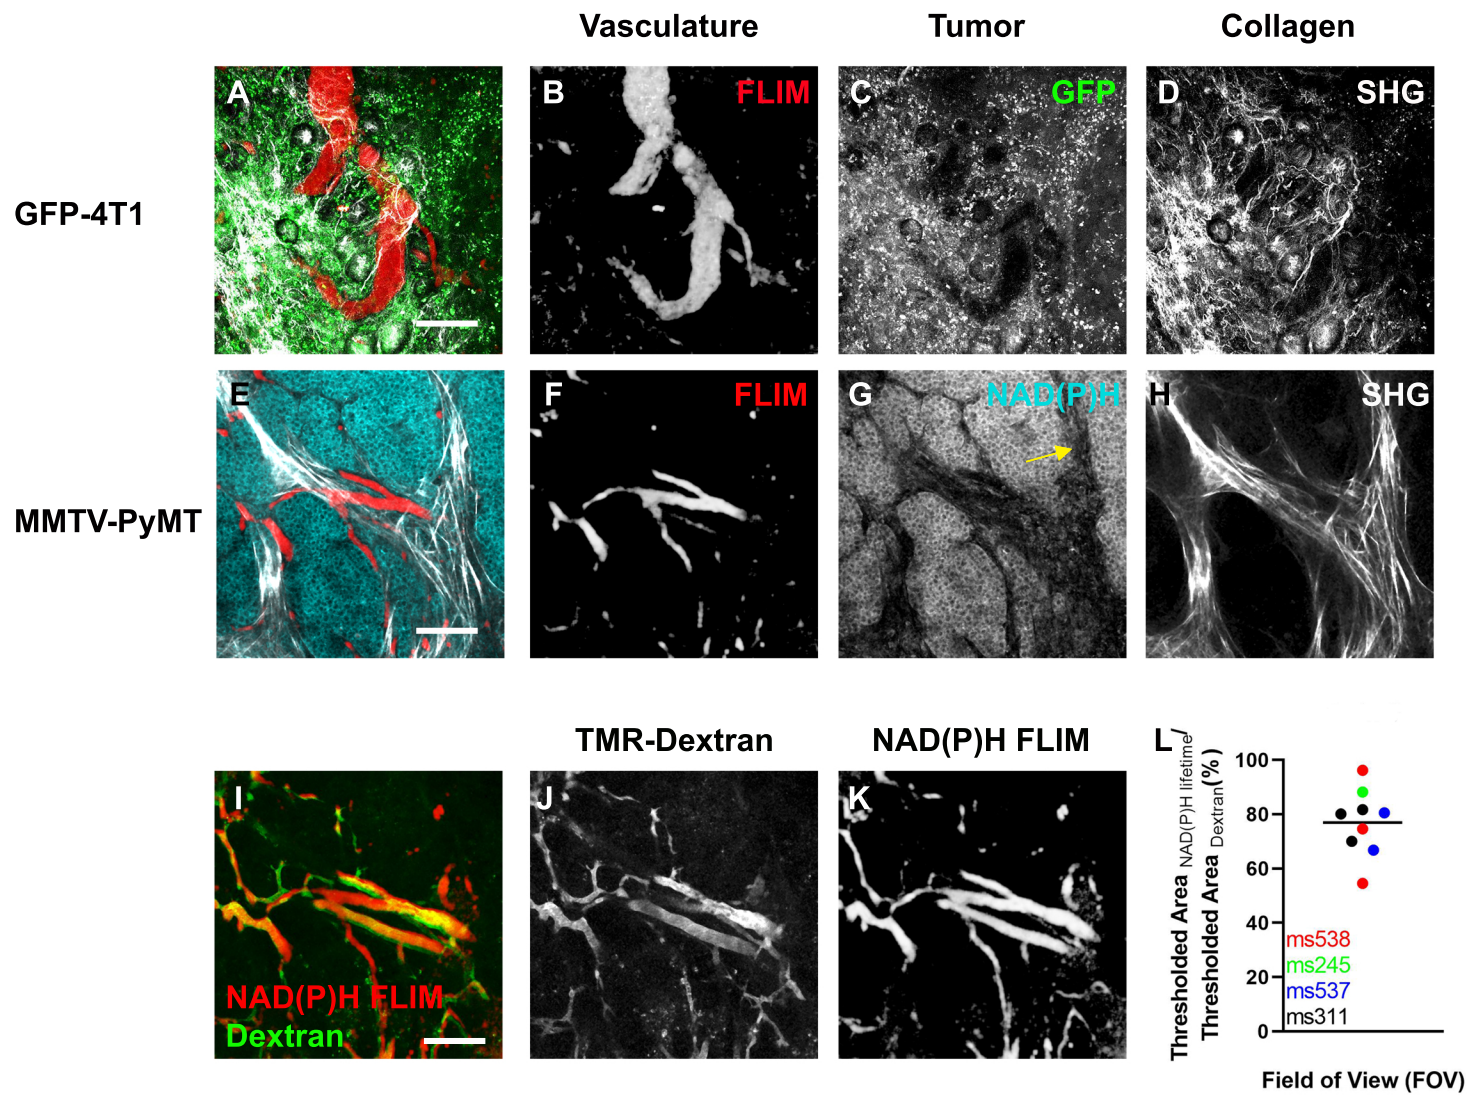 Vasculature Tumor Collagen
GFP-4T1
A
B FLIM
C GFP
D SHG
MMTV-PyMT
E
F FLIM
G NAD(P)H
H SHG
TMR-Dextran NAD(P)H FLIM
I
NAD(P)H FLIM
Dextran
J
K
L
Thresholded Area NAD(P)H lifetime/
Thresholded Area Dextran(%)
100
80
60
40
20
0
ms538
ms245
ms537
ms311
Field of View (FOV)